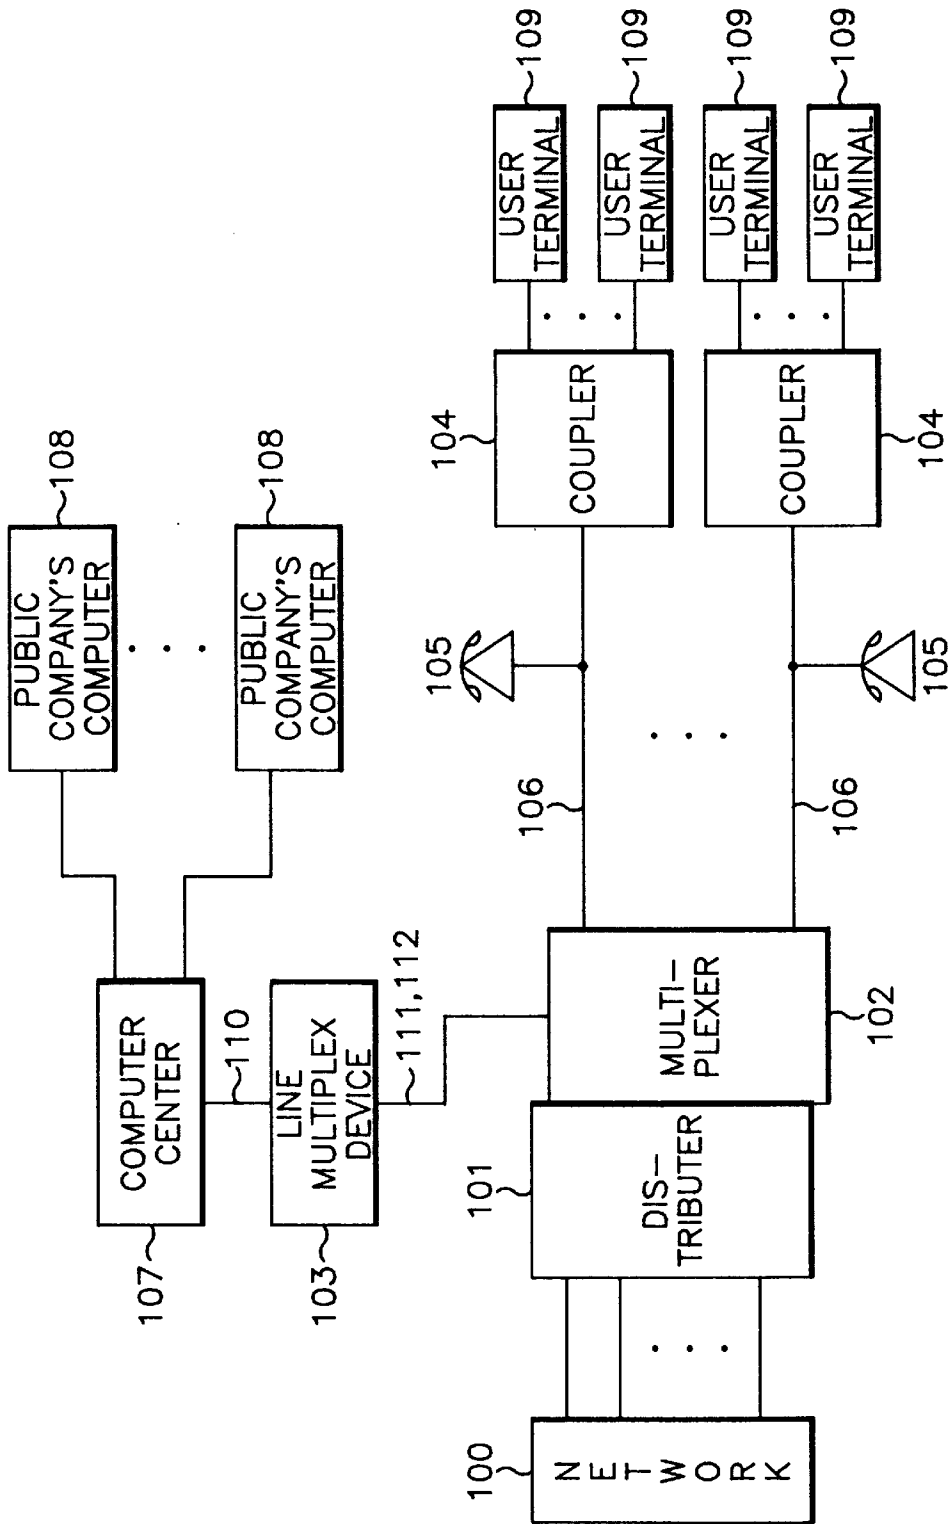 PUBLIC
COMPANY'S
COMPUTER
108
PUBLIC
COMPANY'S
COMPUTER
108
COMPUTER
CENTER
107
110
LINE
MULTIPLEX
DEVICE
103
111,112
NETWORK
100
DIS-
TRIBUTER
101
MULTI-
PLEXER
102
106
105
COUPLER
104
USER
TERMINAL
109
USER
TERMINAL
109
106
105
COUPLER
104
USER
TERMINAL
109
USER
TERMINAL
109